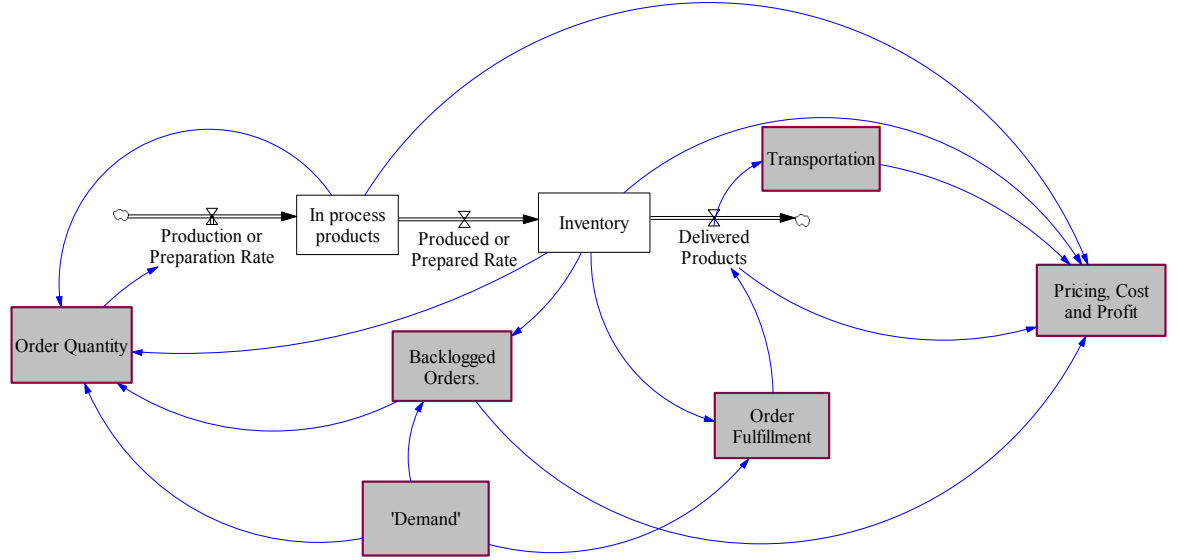 Transportation
In process
products
Inventory
Production or
Preparation Rate
Produced or
Prepared Rate
Delivered
Products
Pricing, Cost
and Profit
Order Quantity
Backlogged
Orders.
Order
Fulfillment
'Demand'